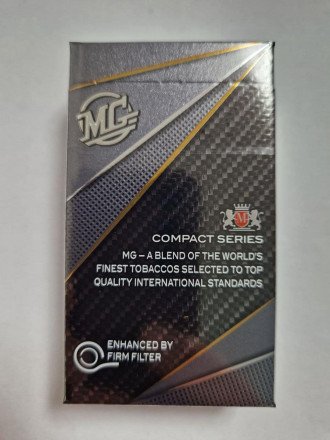 MG
M
COMPACT SERIES
MG – A BLEND OF THE WORLD'S
FINEST TOBACCOS SELECTED TO TOP
QUALITY INTERNATIONAL STANDARDS
ENHANCED BY
FIRM FILTER